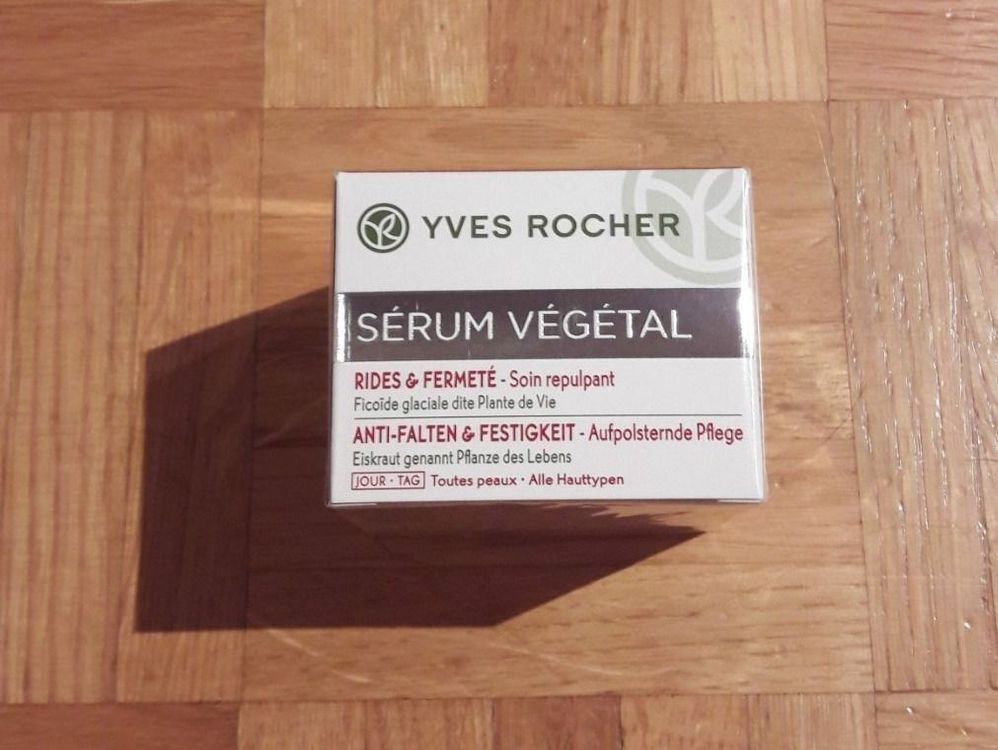 YVES ROCHER
SÉRUM VÉGÉTAL
RIDES & FERMETÉ - Soin repulpant
Ficoïde glaciale dite Plante de Vie
ANTI-FALTEN & FESTIGKEIT - Aufpolsternde Pflege
Eiskraut genannt Pflanze des Lebens
JOUR · TAG Toutes peaux · Alle Hauttypen